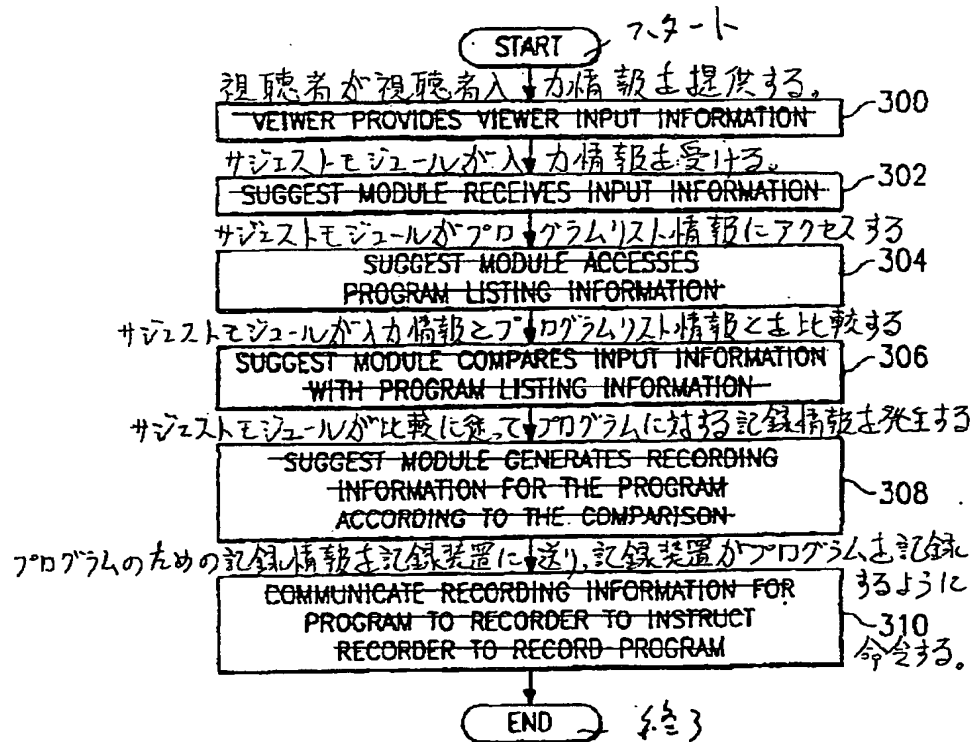 START スタート
視聴者が視聴者入力情報を提供する。
VEIWER PROVIDES VIEWER INPUT INFORMATION 300
サジェストモジュールが入力情報を受ける。
SUGGEST MODULE RECEIVES INPUT INFORMATION 302
サジェストモジュールがプログラムリスト情報にアクセスする
SUGGEST MODULE ACCESSES 304
PROGRAM LISTING INFORMATION
サジェストモジュールが入力情報とプログラムリスト情報とを比較する
SUGGEST MODULE COMPARES INPUT INFORMATION 306
WITH PROGRAM LISTING INFORMATION
サジェストモジュールが比較に従ってプログラムに対する記録情報を発生する
SUGGEST MODULE GENERATES RECORDING
INFORMATION FOR THE PROGRAM 308
ACCORDING TO THE COMPARISON
プログラムのための記録情報を記録装置に送り、記録装置がプログラムを記録
するように
COMMUNICATE RECORDING INFORMATION FOR
PROGRAM TO RECORDER TO INSTRUCT 310
RECORDER TO RECORD PROGRAM 命令する。
END 終了